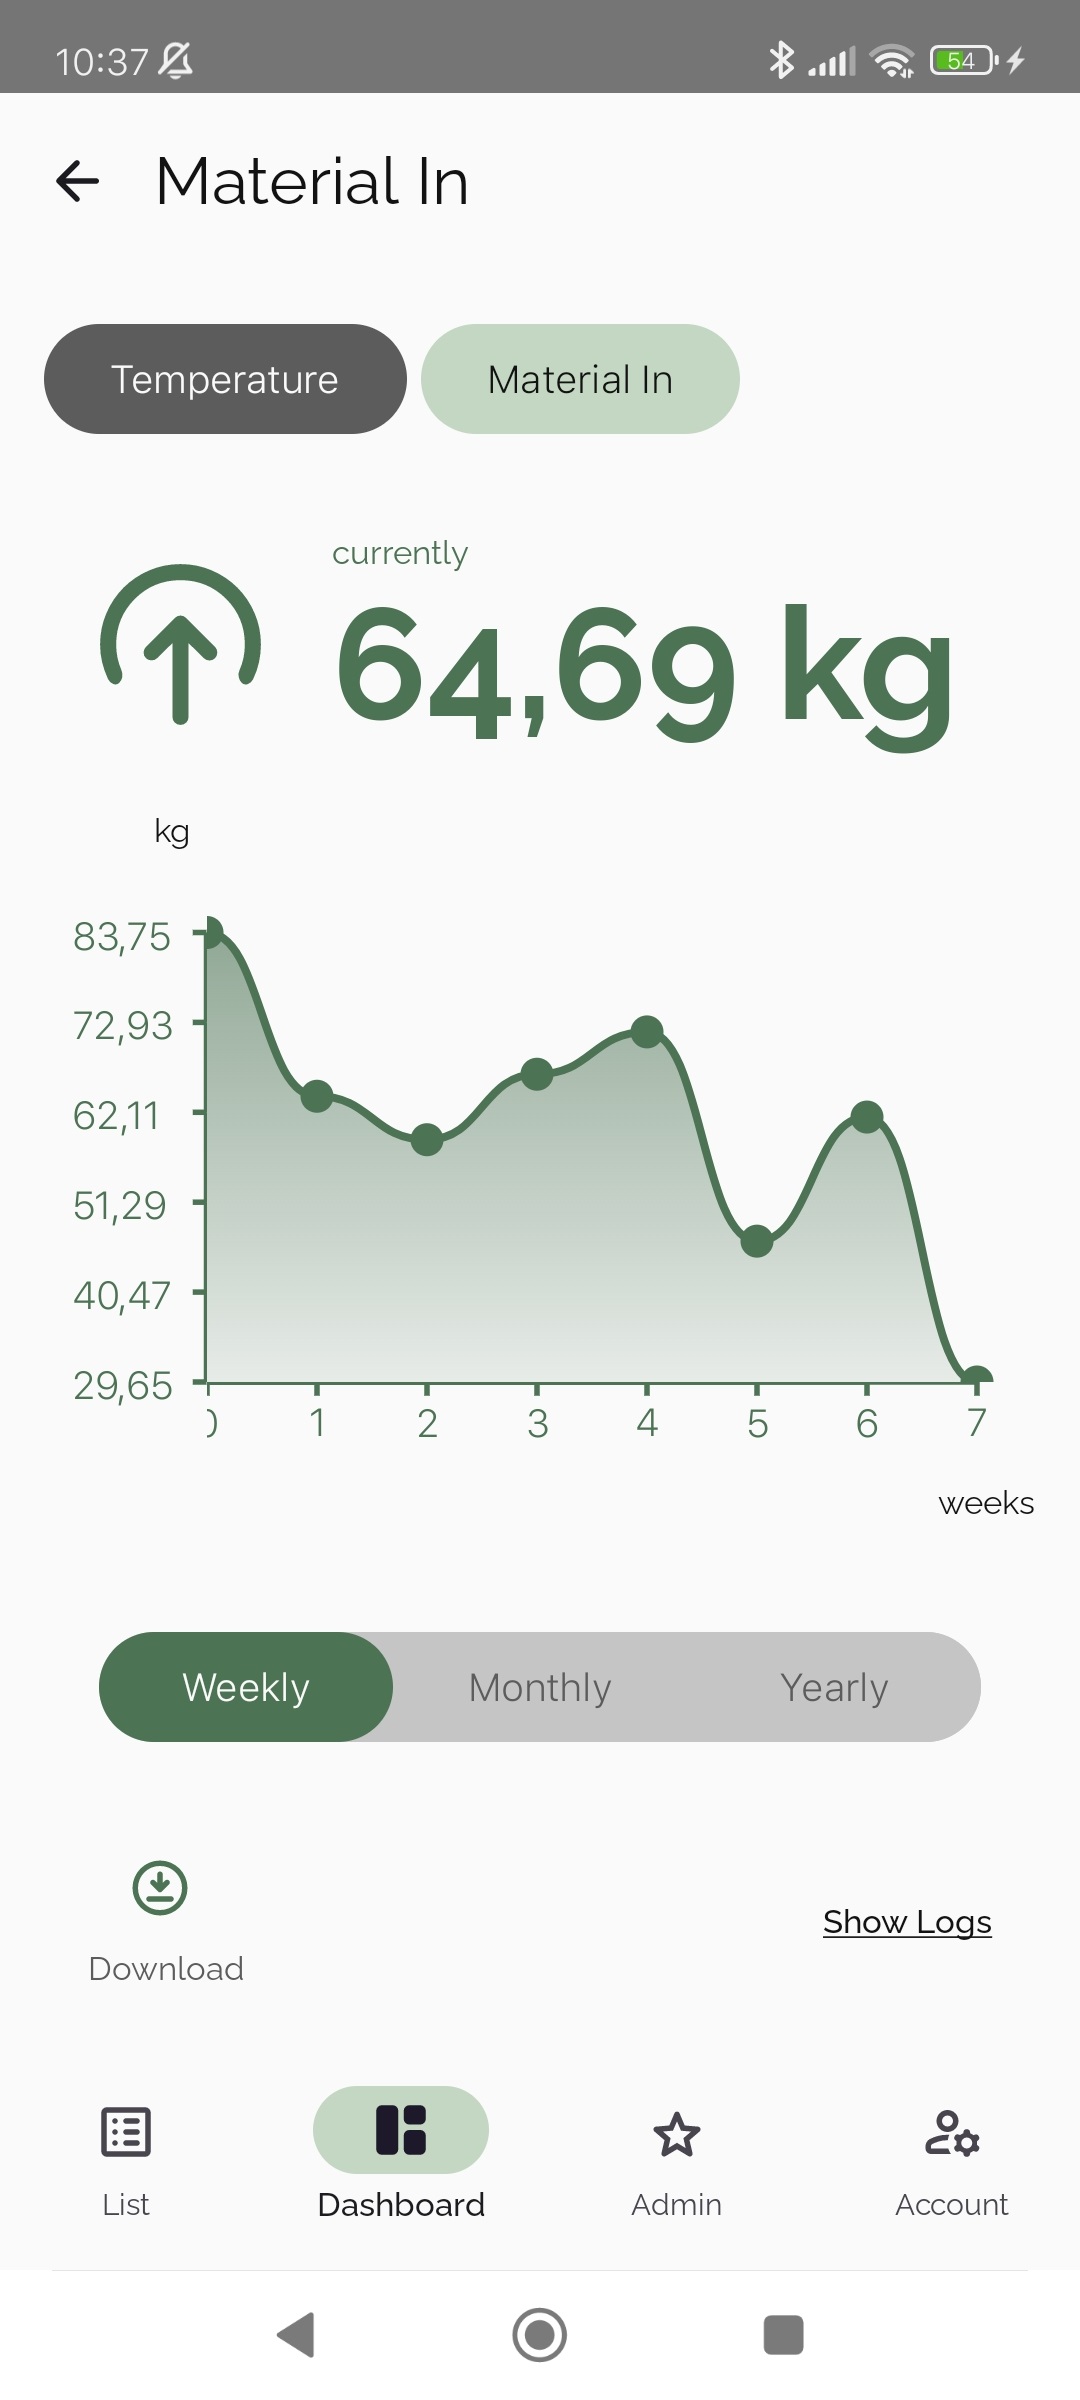 10:37
54
Material In
Temperature Material In
currently
64,69 kg
kg
83,75
72,93
62,11
51,29
40,47
29,65
0 1 2 3 4 5 6 7
weeks
Weekly Monthly Yearly
Download
Show Logs
List Dashboard Admin Account